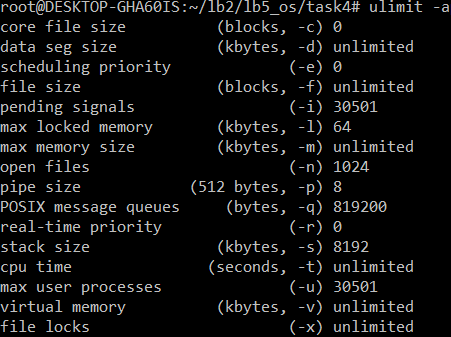 root@DESKTOP-GHA60IS:~/lb2/lb5_os/task4# ulimit -a
core file size          (blocks, -c) 0
data seg size           (kbytes, -d) unlimited
scheduling priority             (-e) 0
file size               (blocks, -f) unlimited
pending signals                 (-i) 30501
max locked memory       (kbytes, -l) 64
max memory size         (kbytes, -m) unlimited
open files                      (-n) 1024
pipe size            (512 bytes, -p) 8
POSIX message queues     (bytes, -q) 819200
real-time priority              (-r) 0
stack size              (kbytes, -s) 8192
cpu time               (seconds, -t) unlimited
max user processes              (-u) 30501
virtual memory          (kbytes, -v) unlimited
file locks                      (-x) unlimited